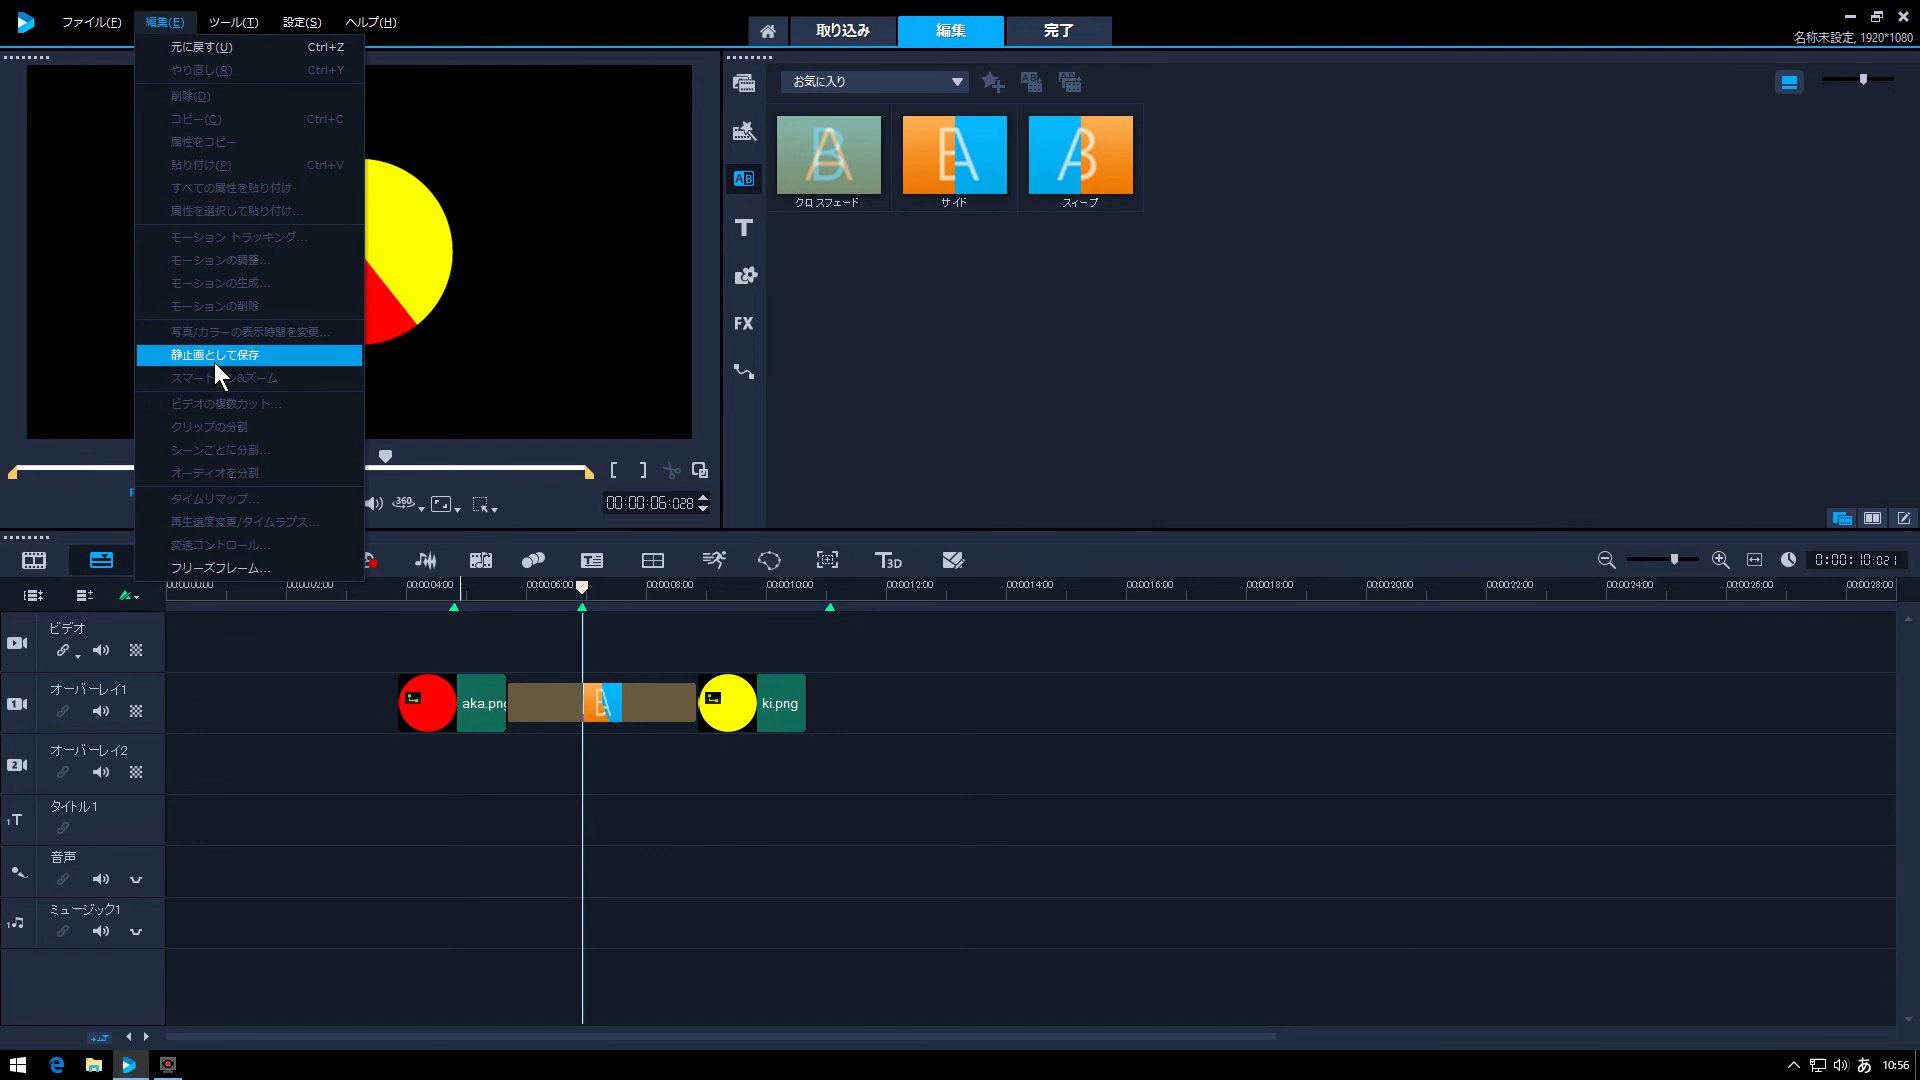 ファイル(F) 編集(E) ツール(T) 設定(S) ヘルプ(H)
取り込み 編集 完了
名称未設定, 1920*1080
元に戻す(U) Ctrl+Z
やり直し(R) Ctrl+Y
削除(D)
コピー(C) Ctrl+C
属性をコピー
貼り付け(P) Ctrl+V
すべての属性を貼り付け
属性を選択して貼り付け...
モーション トラッキング...
モーションの調整...
モーションの生成...
モーションの削除
写真/カラーの表示時間を変更...
静止画として保存
スマート &ズーム
ビデオの複数カット...
クリップの分割
シーンごとに分割...
オーディオを分割
タイムリマップ...
再生速度変更/タイムラプス...
変速コントロール...
フリーズフレーム...
お気に入り
クロスフェード サイド スィープ
AB
T
FX
[ ]
360
00:00:06:028
T3D
0:00:10:021
00:00:00:00 00:00:02:00 00:00:04:00 00:00:06:00 00:00:08:00 00:00:10:00 00:00:12:00 00:00:14:00 00:00:16:00 00:00:18:00 00:00:20:00 00:00:22:00 00:00:24:00 00:00:26:00 00:00:28:00
ビデオ
オーバーレイ1
aka.png ki.png
オーバーレイ2
タイトル1
音声
ミュージック1
あ 10:56